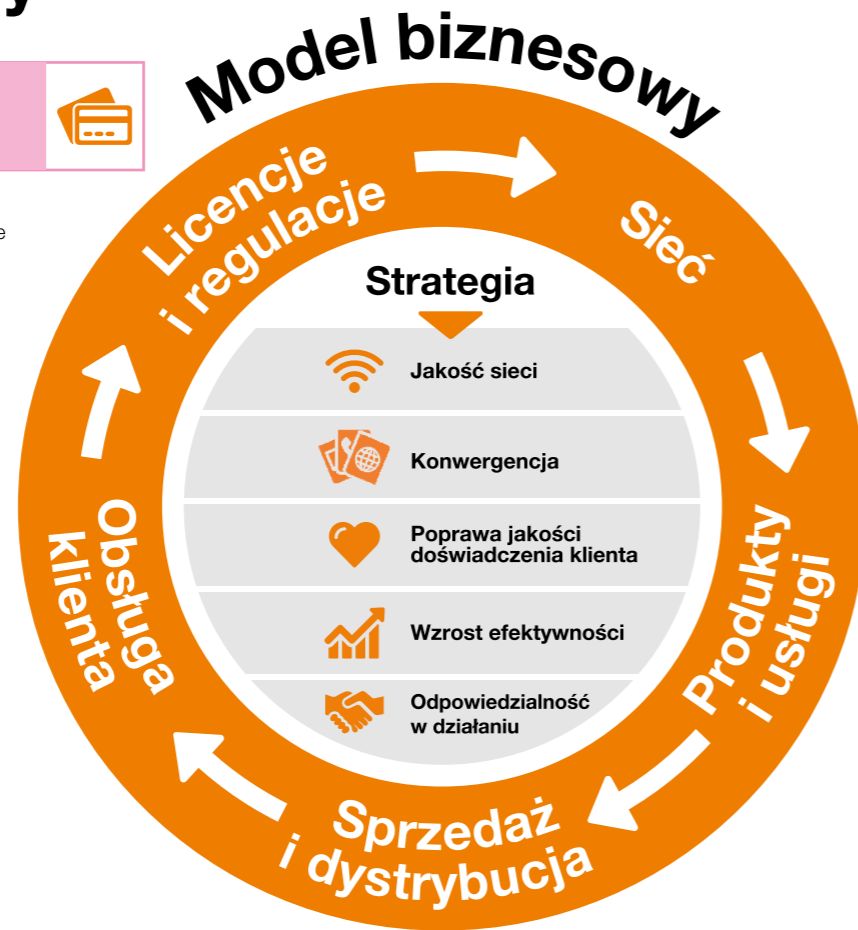 y
e
Model biznesowy
Licencje
i regulacje
Sieć
Produkty
i usługi
Sprzedaż
i dystrybucja
Obsługa
klienta
Strategia
Jakość sieci
Konwergencja
Poprawa jakości
doświadczenia klienta
Wzrost efektywności
Odpowiedzialność
w działaniu